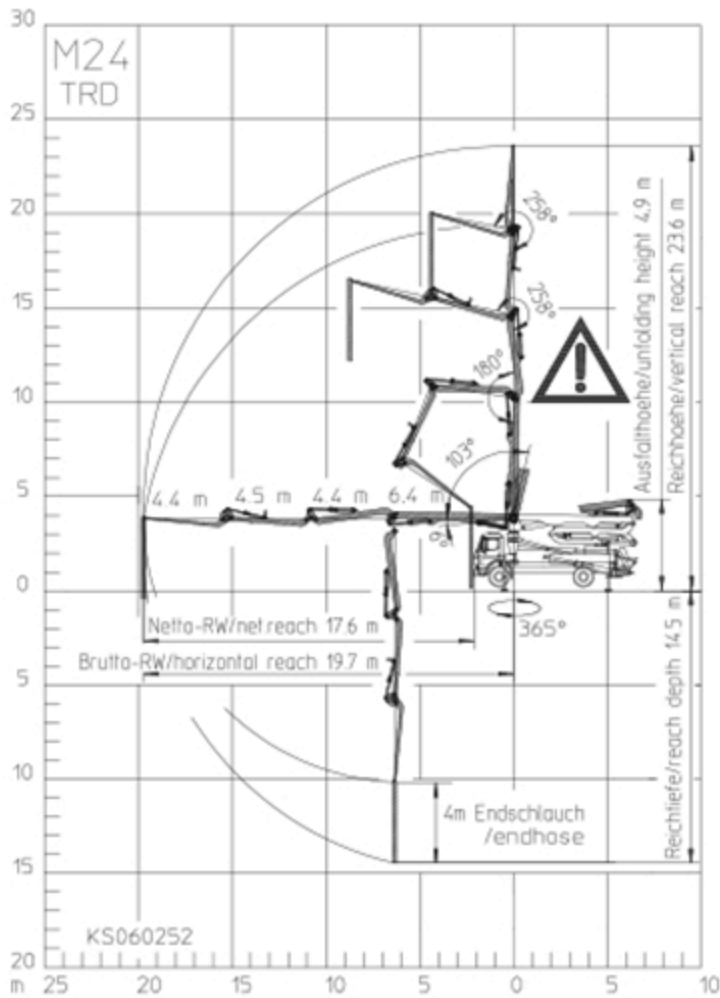 30
M24
TRD
25
20
15
10
5
0
5
10
15
20
m 25 20 15 10 5 0 5 10
258°
258°
180°
103°
6°
4.4 m 4.5 m 4.4 m 6.4
Ausfalthoehe/unfolding height 4.9 m
Reichhoehe/vertical reach 23.6 m
365°
Netto-RW/net.reach 17.6 m
Brutto-RW/horizontal reach 19.7 m
Reichtiefe/reach depth 14.5 m
4m Endschlauch
/endhose
KS060252